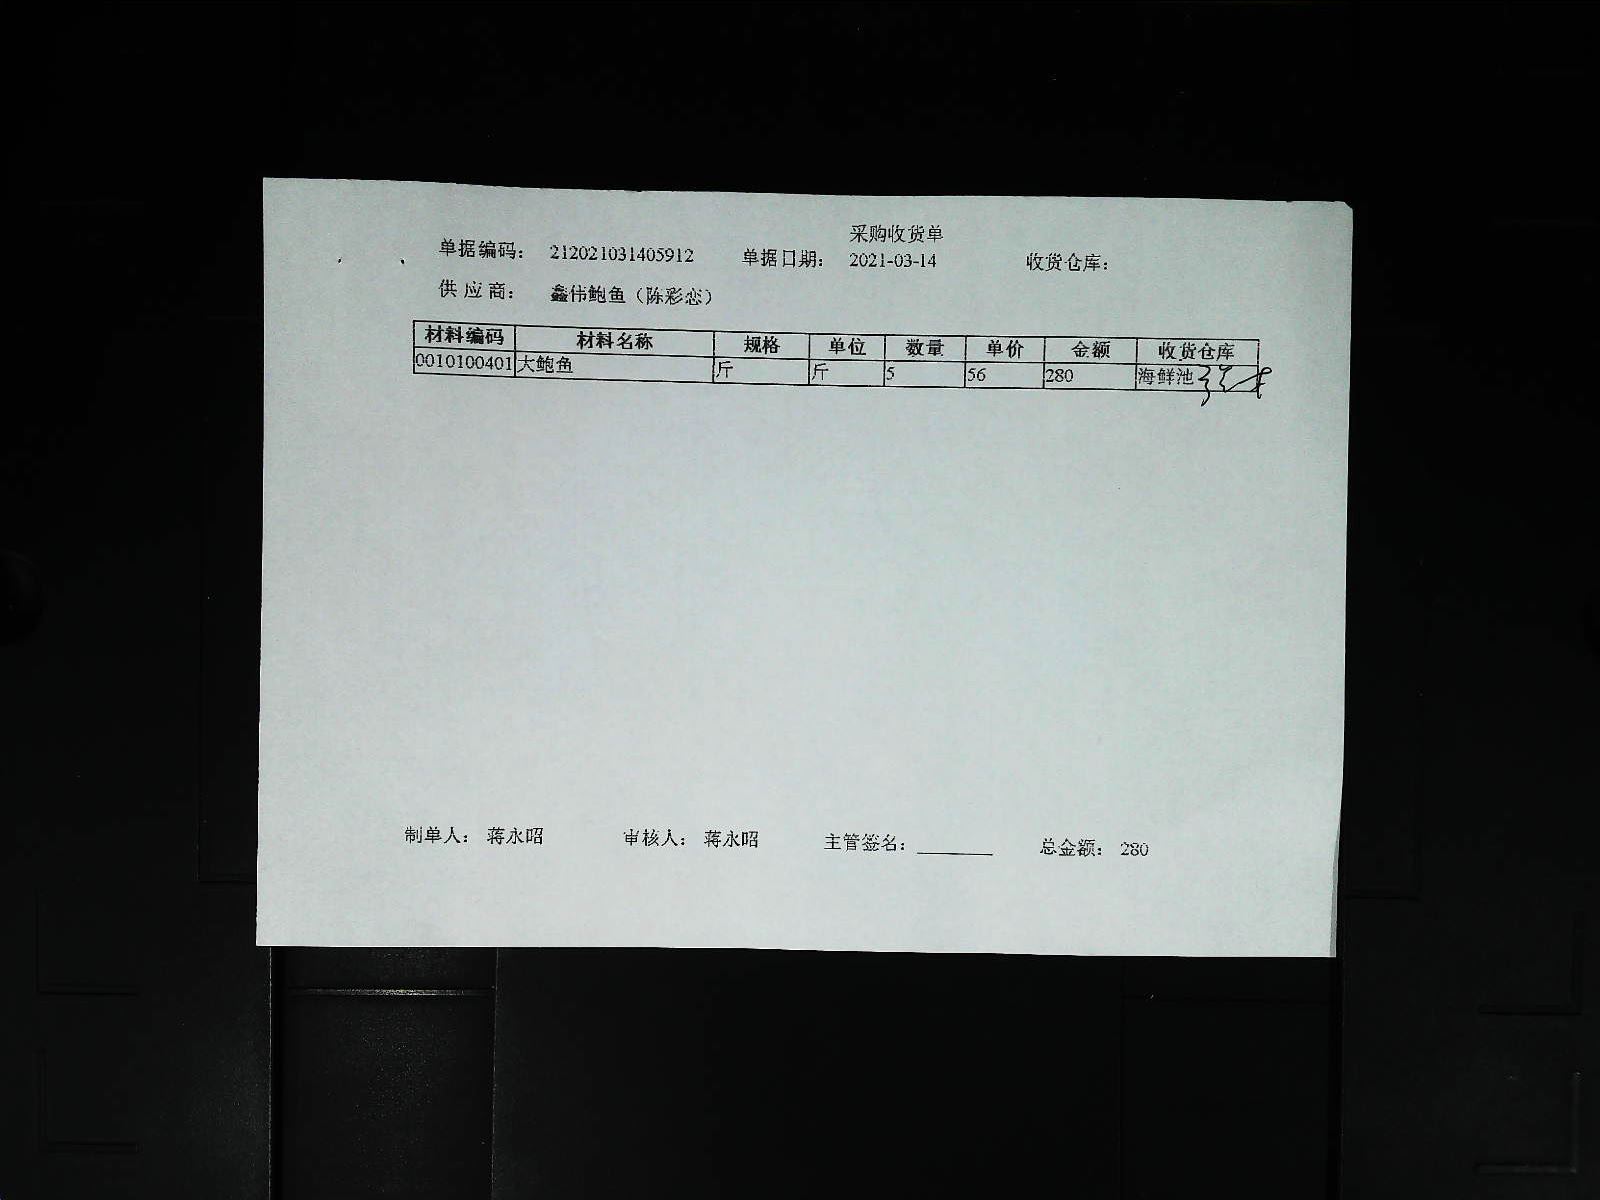 采购收货单
单据编码： 212021031405912 单据日期： 2021-03-14 收货仓库：
供 应 商： 鑫伟鲍鱼（陈彩恋）
材料编码 材料名称 规格 单位 数量 单价 金额 收货仓库
0010100401 大鲍鱼 斤 斤 5 56 280 海鲜池
制单人： 蒋永昭 审核人： 蒋永昭 主管签名： 总金额： 280